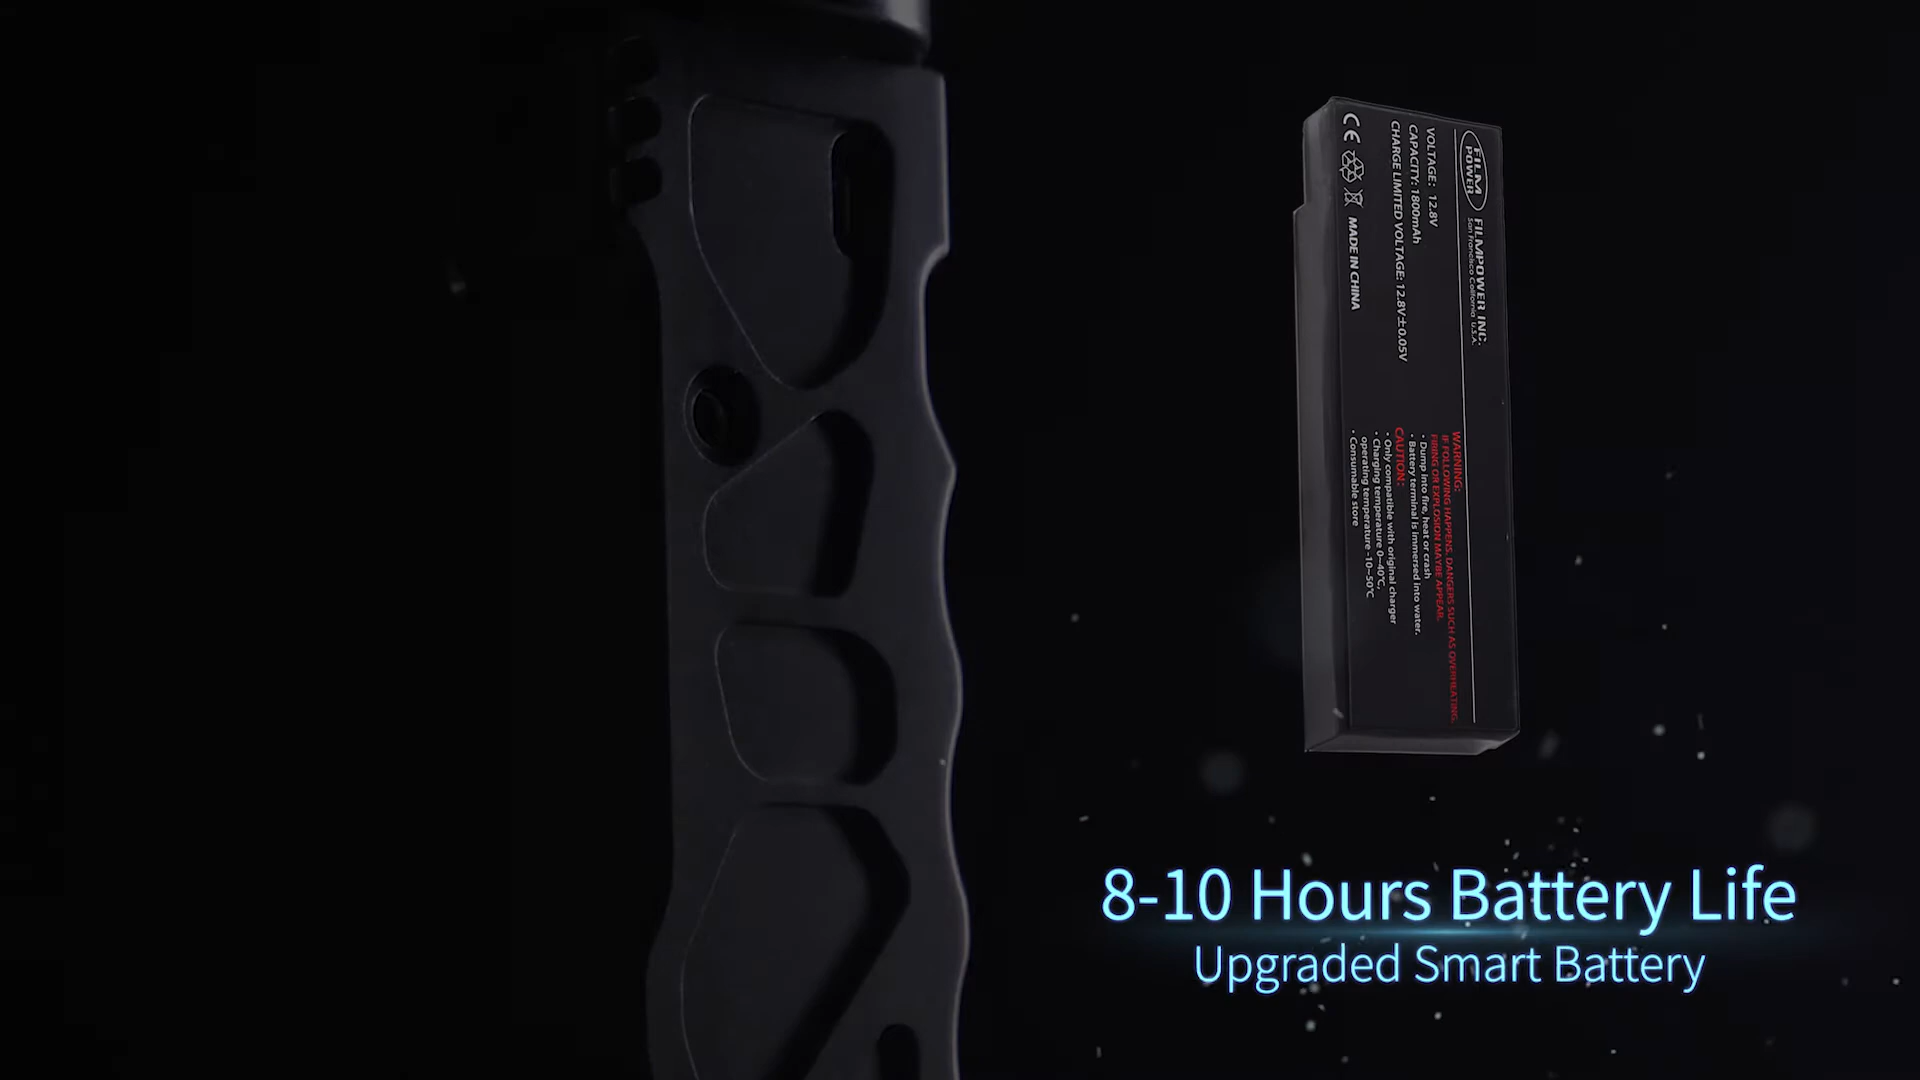 FILM
POWER
FILMPOWER INC.
San Francisco California U.S.A.
VOLTAGE: 12.8V
CAPACITY: 1800mAh
CHARGE LIMITED VOLTAGE: 12.8V±0.05V
CE
MADE IN CHINA
WARNING:
IF FOLLOWING HAPPENS, DANGERS SUCH AS OVERHEATING,
FIRING OR EXPLOSION MAYBE APPEAR.
• Dump into fire, heat or crash
• Battery terminal is immersed into water.
CAUTION:
• Only compatible with original charger
• Charging temperature 0~40℃,
operating temperature -10~50℃
• Consumable store
8-10 Hours Battery Life
Upgraded Smart Battery